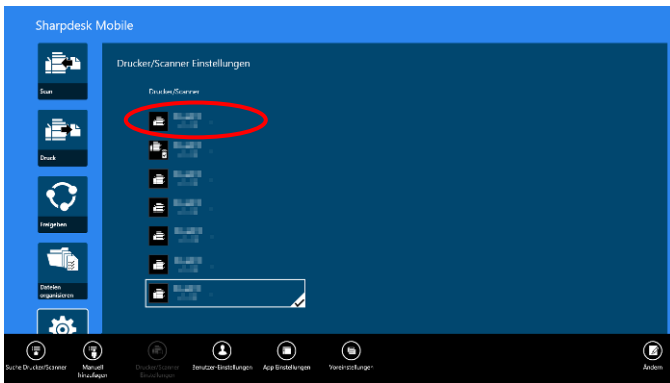 Sharpdesk Mobile
Drucker/Scanner Einstellungen
Drucker/Scanner
Scan
Druck
Freigeben
Dateien
organisieren
Suche Drucker/Scanner
Manuell
hinzufügen
Drucker/Scanner
Einstellungen
Benutzer-Einstellungen
App Einstellungen
Voreinstellungen
Ändern